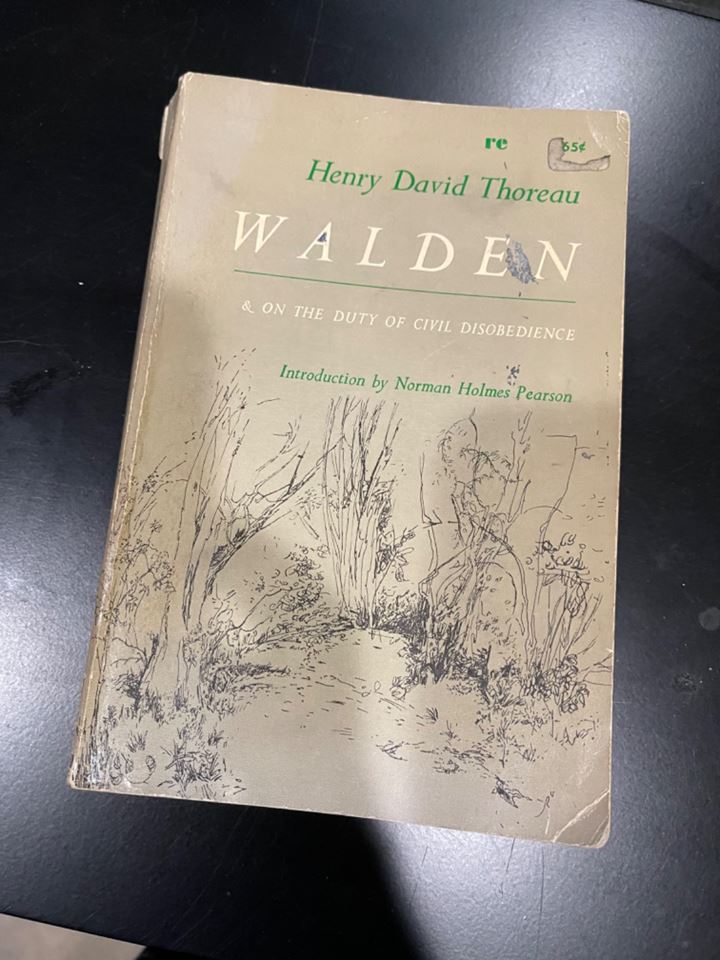 re 65¢
Henry David Thoreau
WALDEN
& ON THE DUTY OF CIVIL DISOBEDIENCE
Introduction by Norman Holmes Pearson